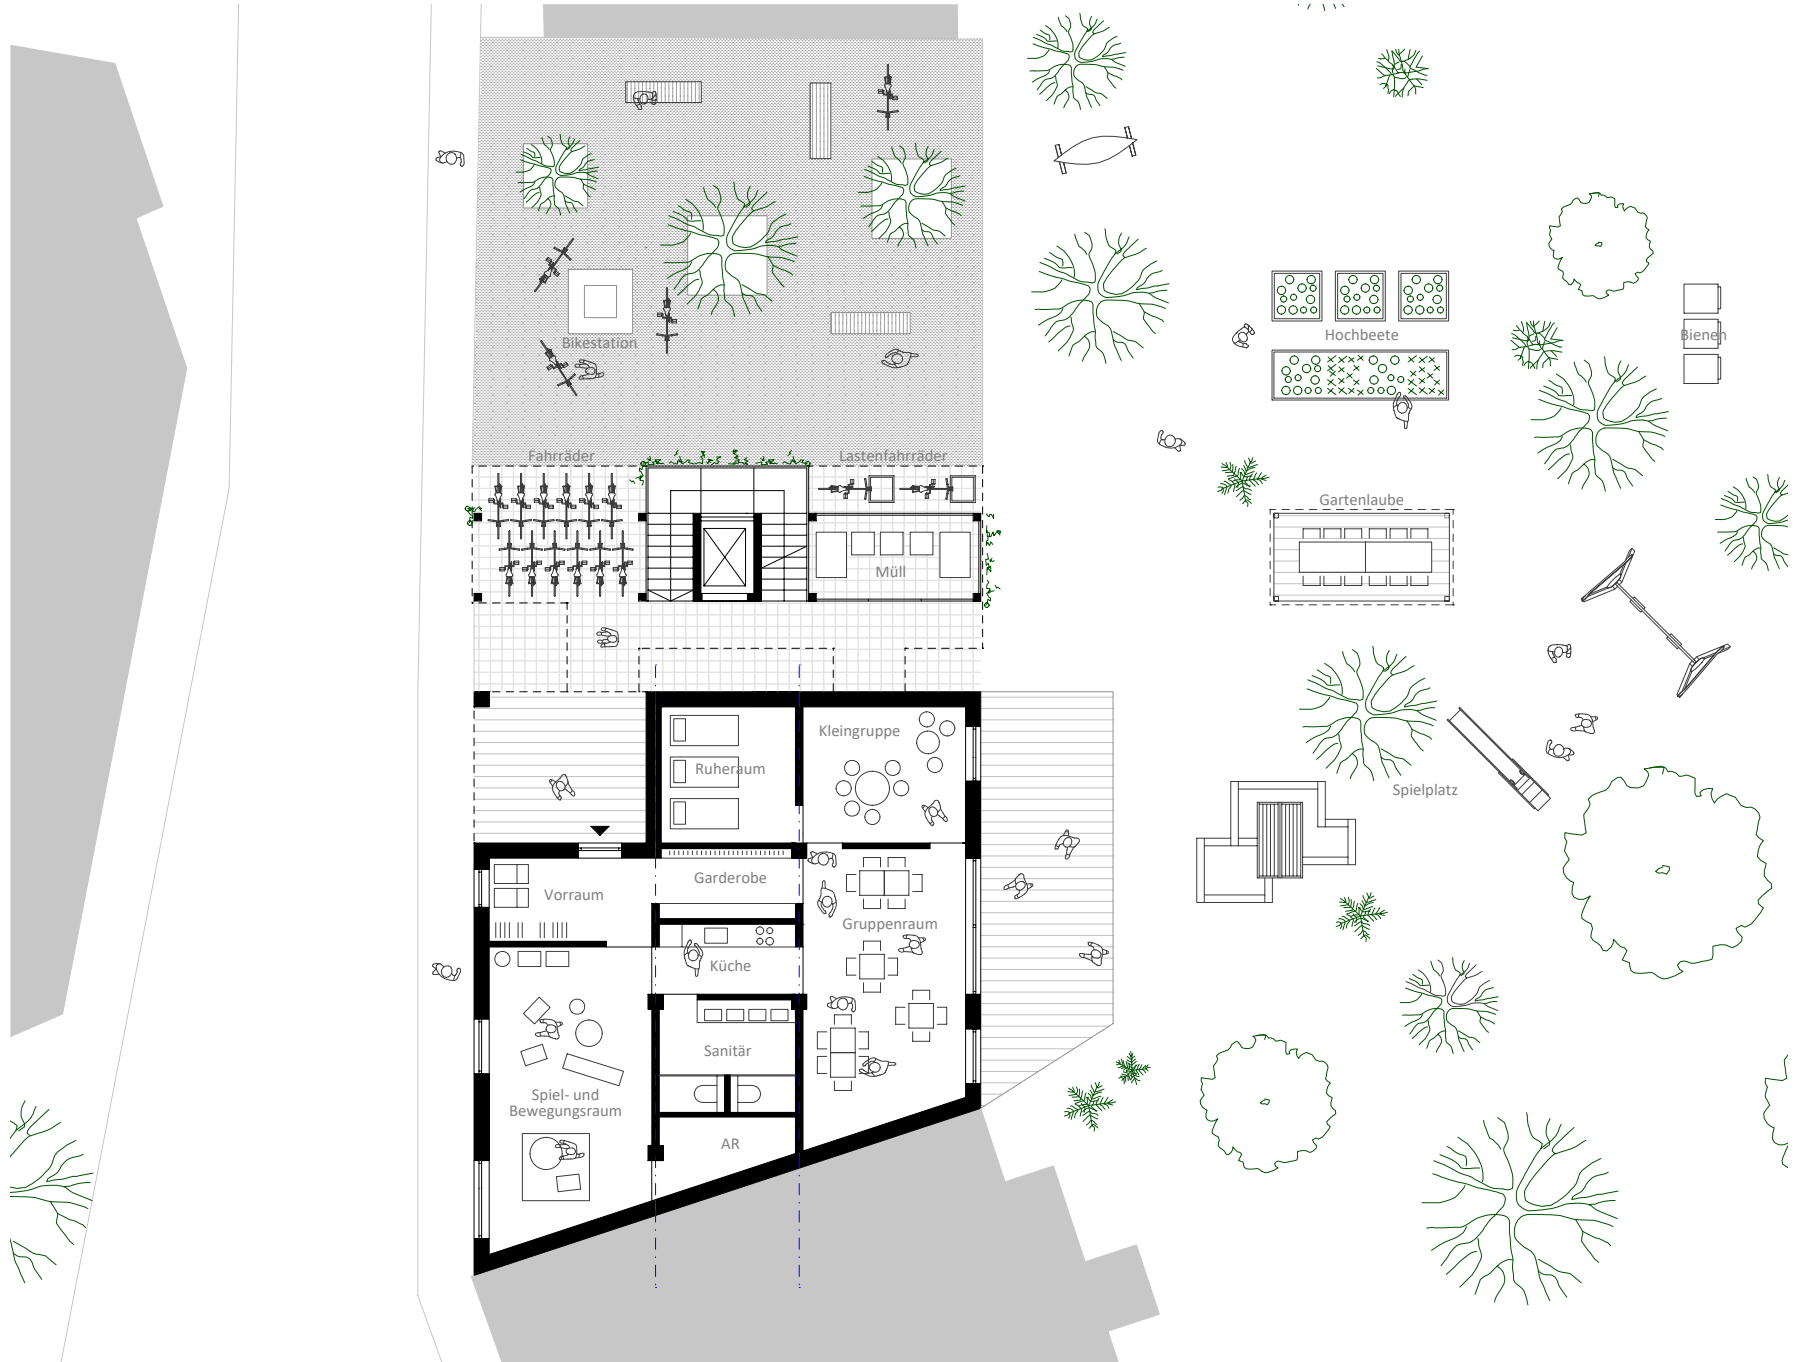 Bikestation
Hochbeete
Bienen
Fahrräder
Lastenfahrräder
Gartenlaube
Müll
Kleingruppe
Ruheraum
Spielplatz
Garderobe
Vorraum
Gruppenraum
Küche
Sanitär
Spiel- und
Bewegungsraum
AR